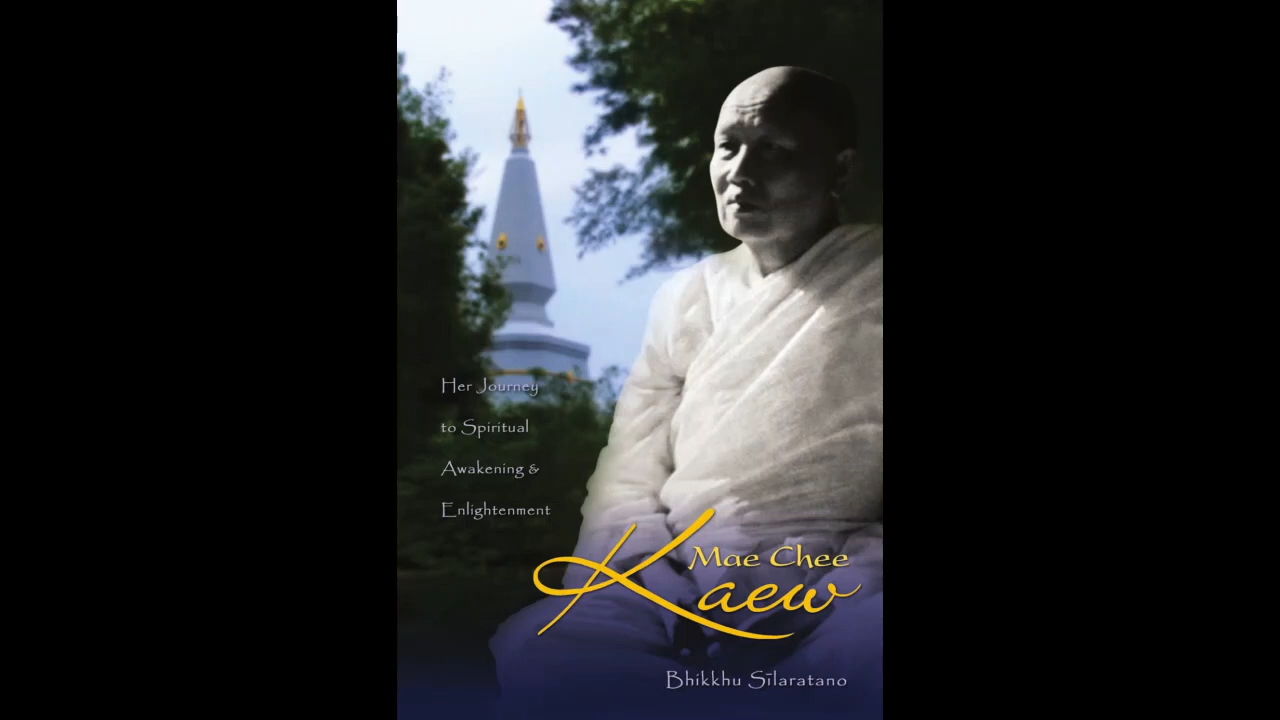 Her Journey
to Spiritual
Awakening &
Enlightenment
Mae Chee
Kaew
Bhikkhu Sīlaratano